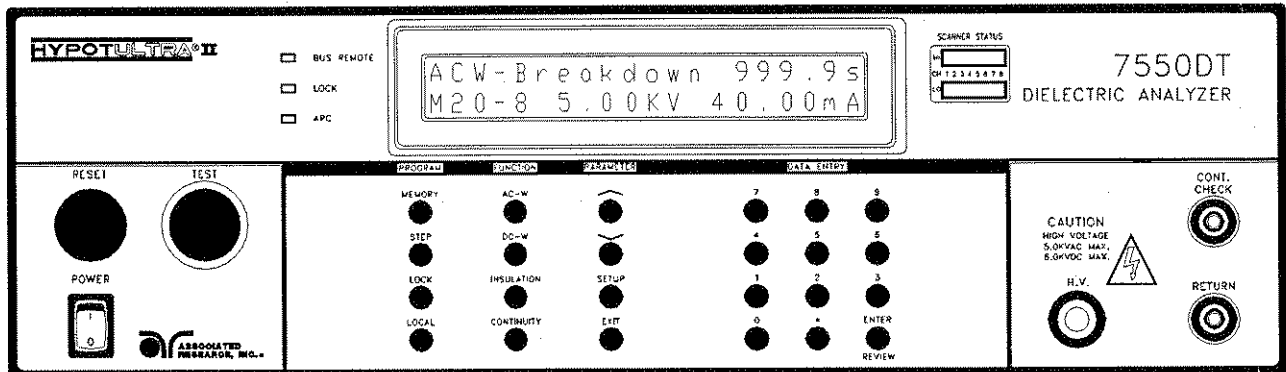 HYPOTULTRA® II
BUS REMOTE
LOCK
APC
ACW-Breakdown 999.9s
M20-8 5.00KV 40.00mA
SCANNER STATUS
HI
CH 1 2 3 4 5 6 7 8
LO
7550DT
DIELECTRIC ANALYZER
RESET
TEST
POWER
I
0
ASSOCIATED
RESEARCH, INC.
PROGRAM
FUNCTION
PARAMETER
DATA ENTRY
MEMORY
AC-W
7
8
9
STEP
DC-W
4
5
6
LOCK
INSULATION
SETUP
1
2
3
LOCAL
CONTINUITY
EXIT
0
ENTER
REVIEW
CAUTION
HIGH VOLTAGE
5.0KVAC MAX.
6.0KVDC MAX.
CONT.
CHECK
H.V.
RETURN